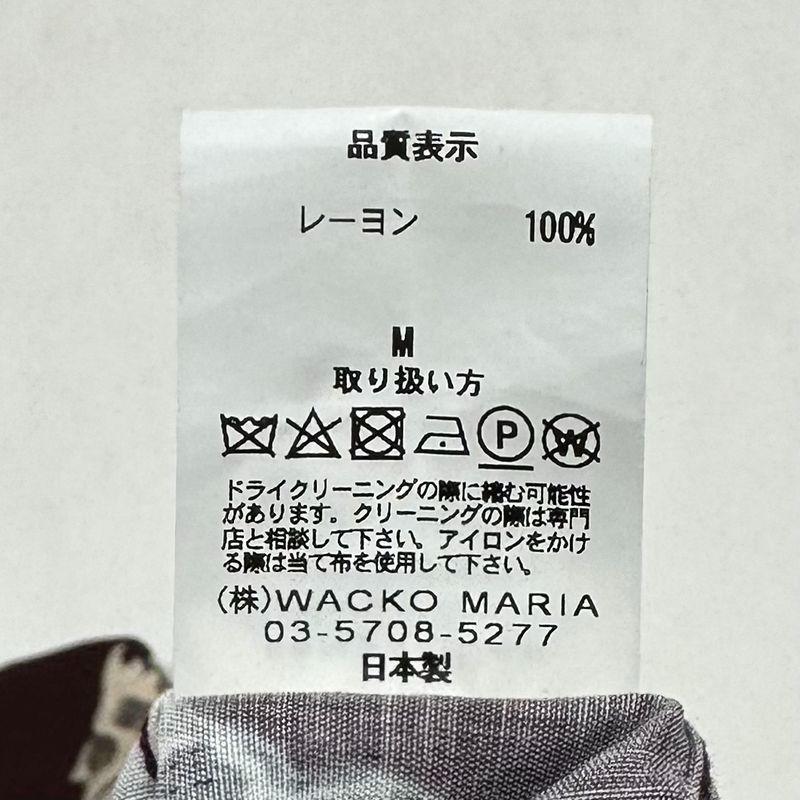 品質表示
レーヨン 100%
M
取り扱い方
P W
ドライクリーニングの際に縮む可能性
があります。クリーニングの際は専門
店と相談して下さい。アイロンをかけ
る際は当て布を使用して下さい。
(株)WACKO MARIA
03-5708-5277
日本製